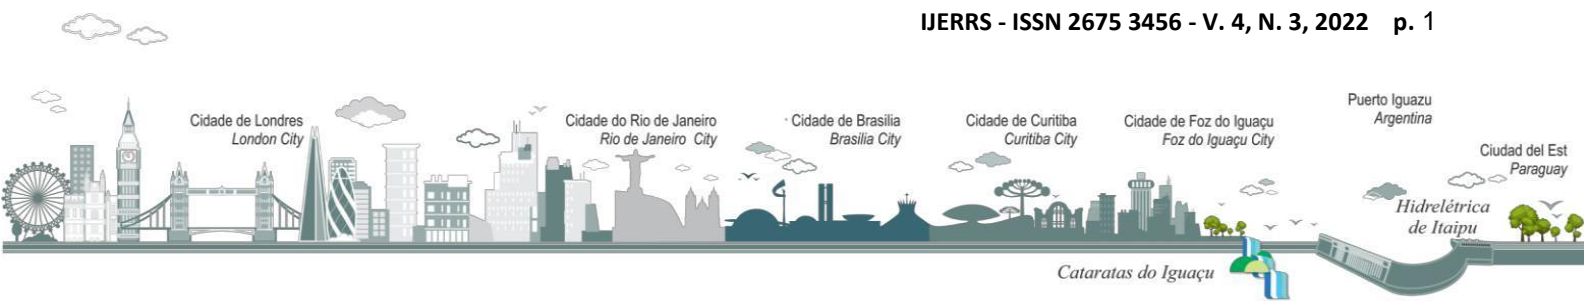 IJERRS - ISSN 2675 3456 - V. 4, N. 3, 2022 p. 1
Cidade de Londres
London City
Cidade do Rio de Janeiro
Rio de Janeiro City
Cidade de Brasilia
Brasilia City
Cidade de Curitiba
Curitiba City
Cidade de Foz do Iguaçu
Foz do Iguaçu City
Puerto Iguazu
Argentina
Ciudad del Est
Paraguay
Hidrelétrica
de Itaipu
Cataratas do Iguaçu